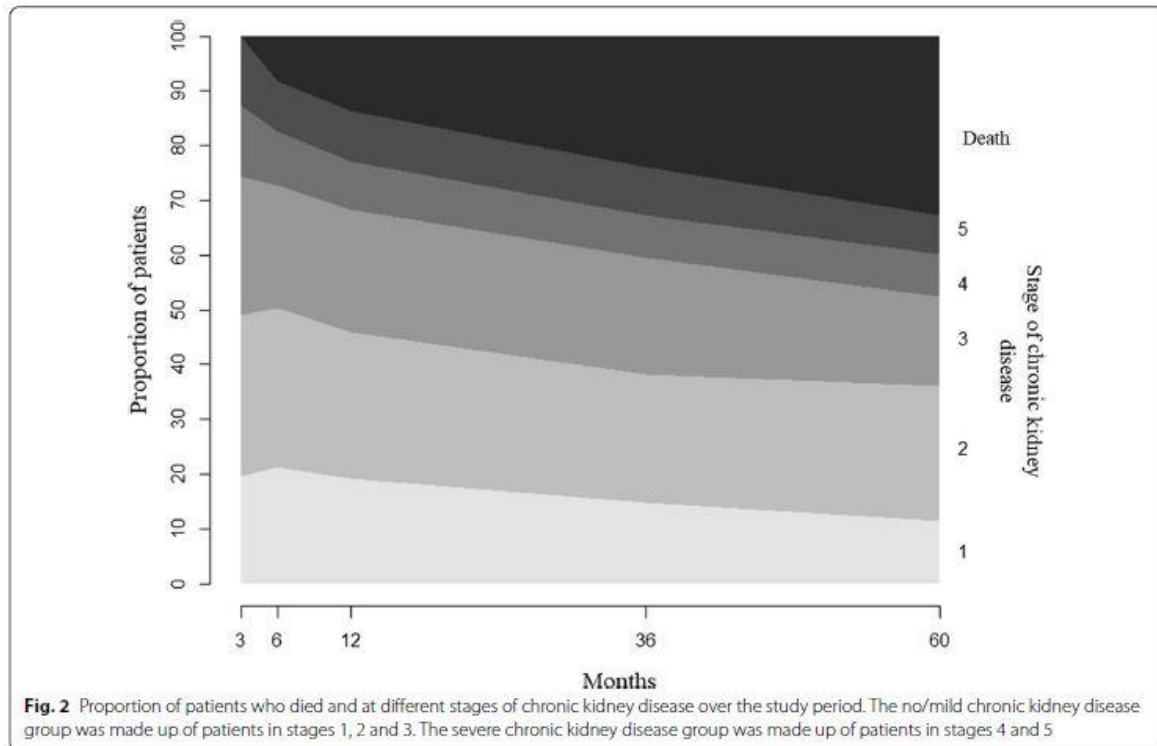 Proportion of patients
100
90
80
70
60
50
40
30
20
10
0
Death
5
4
3
2
1
Stage of chronic kidney
disease
3 6 12 36 60
Months
Fig. 2 Proportion of patients who died and at different stages of chronic kidney disease over the study period. The no/mild chronic kidney disease
group was made up of patients in stages 1, 2 and 3. The severe chronic kidney disease group was made up of patients in stages 4 and 5